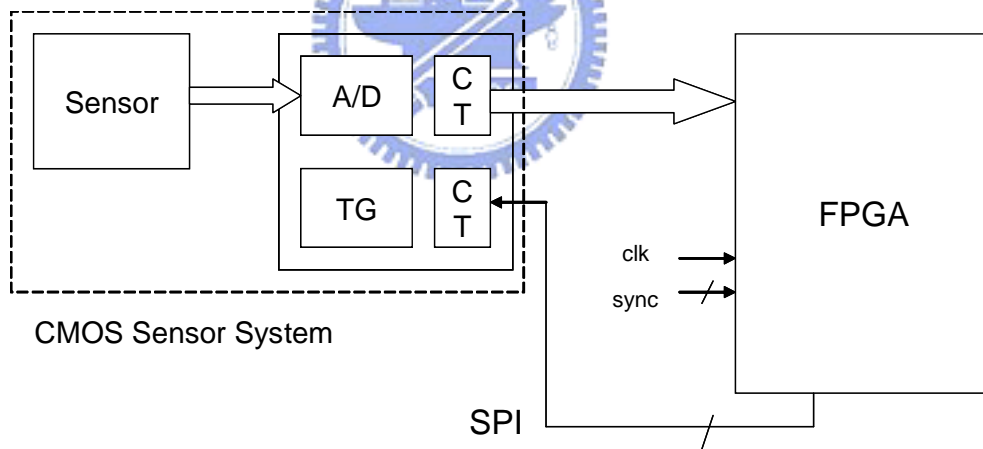 Sensor
A/D
C
T
TG
C
T
FPGA
clk
sync
CMOS Sensor System
SPI